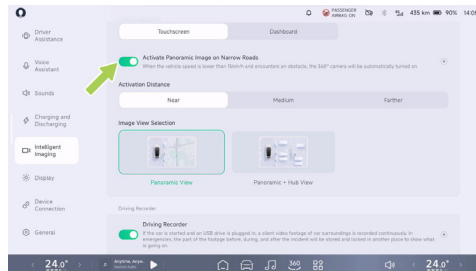 PASSENGER
AIRBAG ON
435 km
90%
14:05
Driver
Assistance
Voice
Assistant
Sounds
Charging and
Discharging
Intelligent
Imaging
Display
Device
Connection
General
Touchscreen
Dashboard
Activate Panoramic Image on Narrow Roads
When the vehicle speed is lower than 15km/h and encounters an obstacle, the 360° camera will be automatically turned on.
Activation Distance
Near
Medium
Farther
Image View Selection
Panoramic View
Panoramic + Hub View
Driving Recorder
Driving Recorder
If the car is started and an USB drive is plugged in, a silent video footage of car surroundings is recorded continuously. In
emergencies, the part of the footage before, during, and after the incident will be stored and locked in another place to show what
is going on.
24.0°
Anytime, Anyw...
360
24.0°